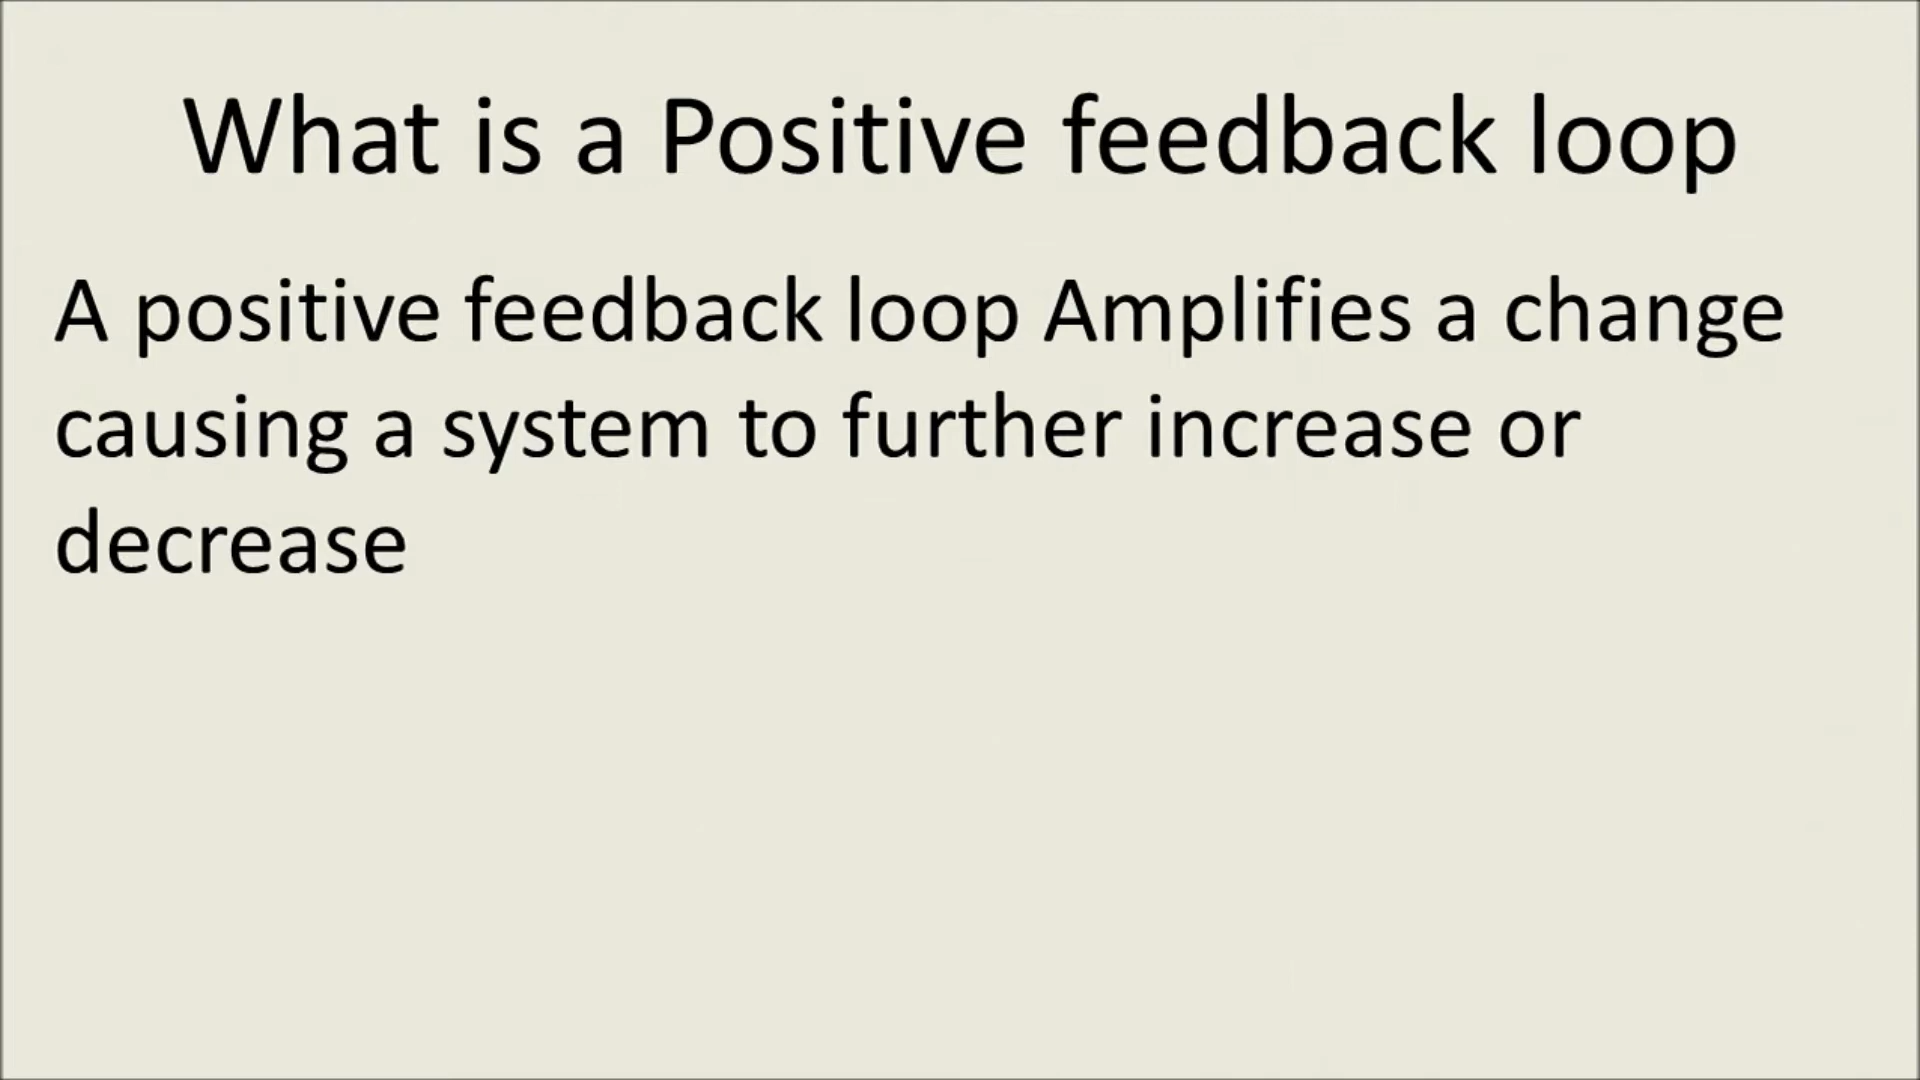 What is a Positive feedback loop
A positive feedback loop Amplifies a change
causing a system to further increase or
decrease